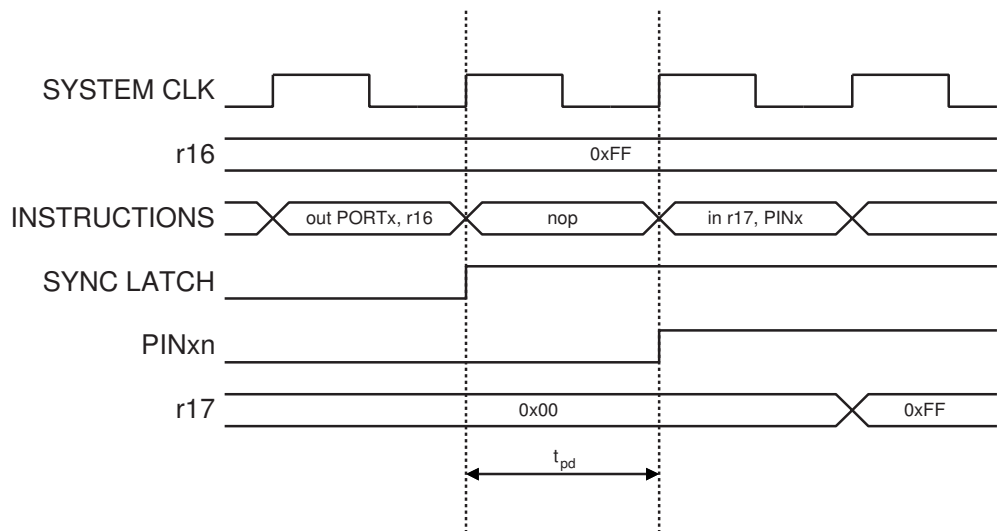 SYSTEM CLK
r16
0xFF
INSTRUCTIONS
out PORTx, r16
nop
in r17, PINx
SYNC LATCH
PINxn
r17
0x00
0xFF
tpd